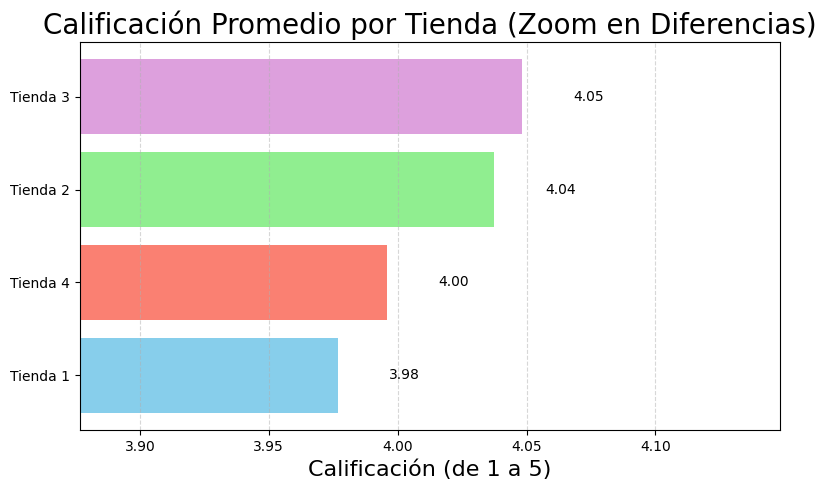 Calificación Promedio por Tienda (Zoom en Diferencias)
Tienda 3
4.05
Tienda 2
4.04
Tienda 4
4.00
Tienda 1
3.98
3.90 3.95 4.00 4.05 4.10
Calificación (de 1 a 5)